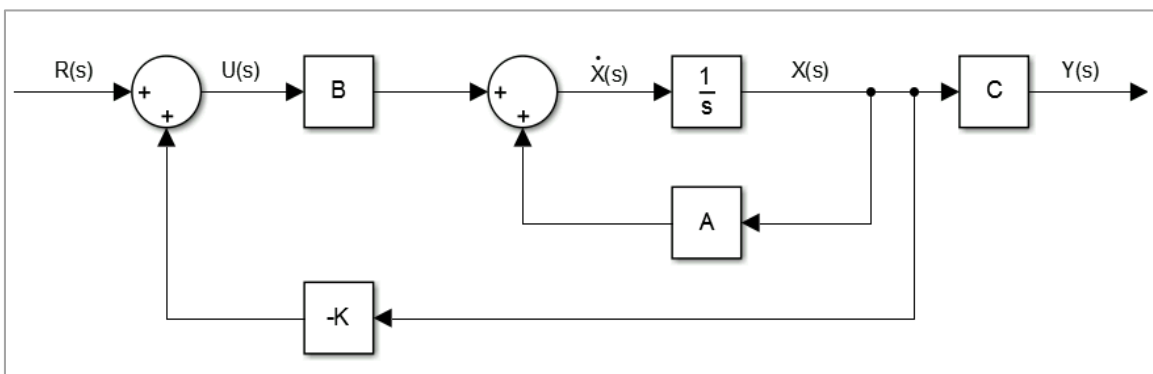 R(s) U(s) Ẋ(s) X(s) Y(s)
+ B + 1/s C
+ +
A
-K